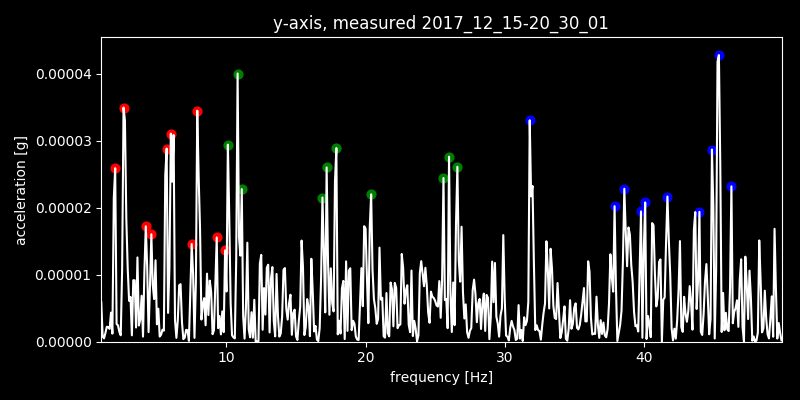 y-axis, measured 2017_12_15-20_30_01
0.00004
0.00003
0.00002
0.00001
0.00000
acceleration [g]
10 20 30 40
frequency [Hz]